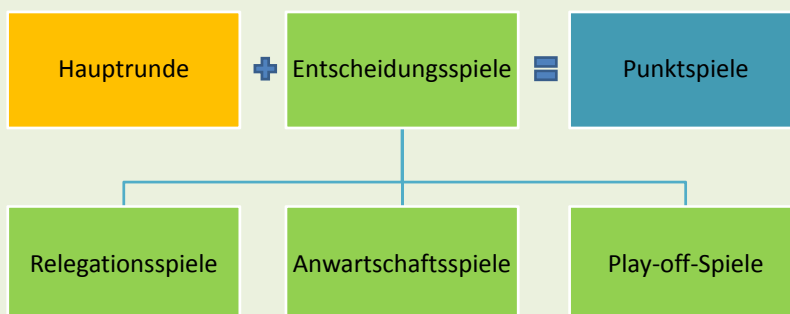 Hauptrunde
Entscheidungsspiele
Punktspiele
Relegationsspiele
Anwartschaftsspiele
Play-off-Spiele